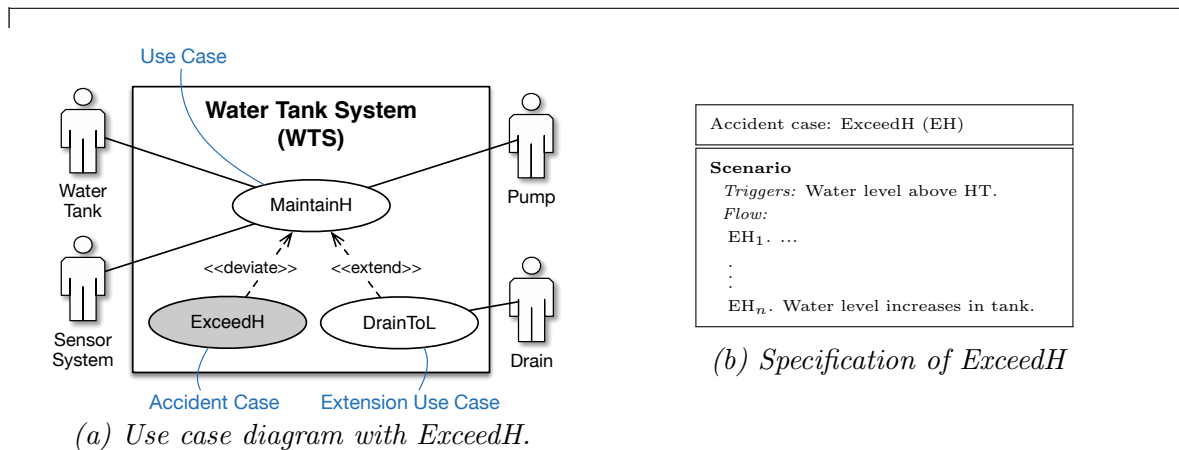 Use Case
Water Tank System
(WTS)
Water
Tank
Pump
MaintainH
<<deviate>>
<<extend>>
ExceedH
DrainToL
Sensor
System
Drain
Accident Case
Extension Use Case
(a) Use case diagram with ExceedH.
Accident case: ExceedH (EH)
Scenario
Triggers: Water level above HT.
Flow:
EH₁. ...
.
.
.
EHₙ. Water level increases in tank.
(b) Specification of ExceedH